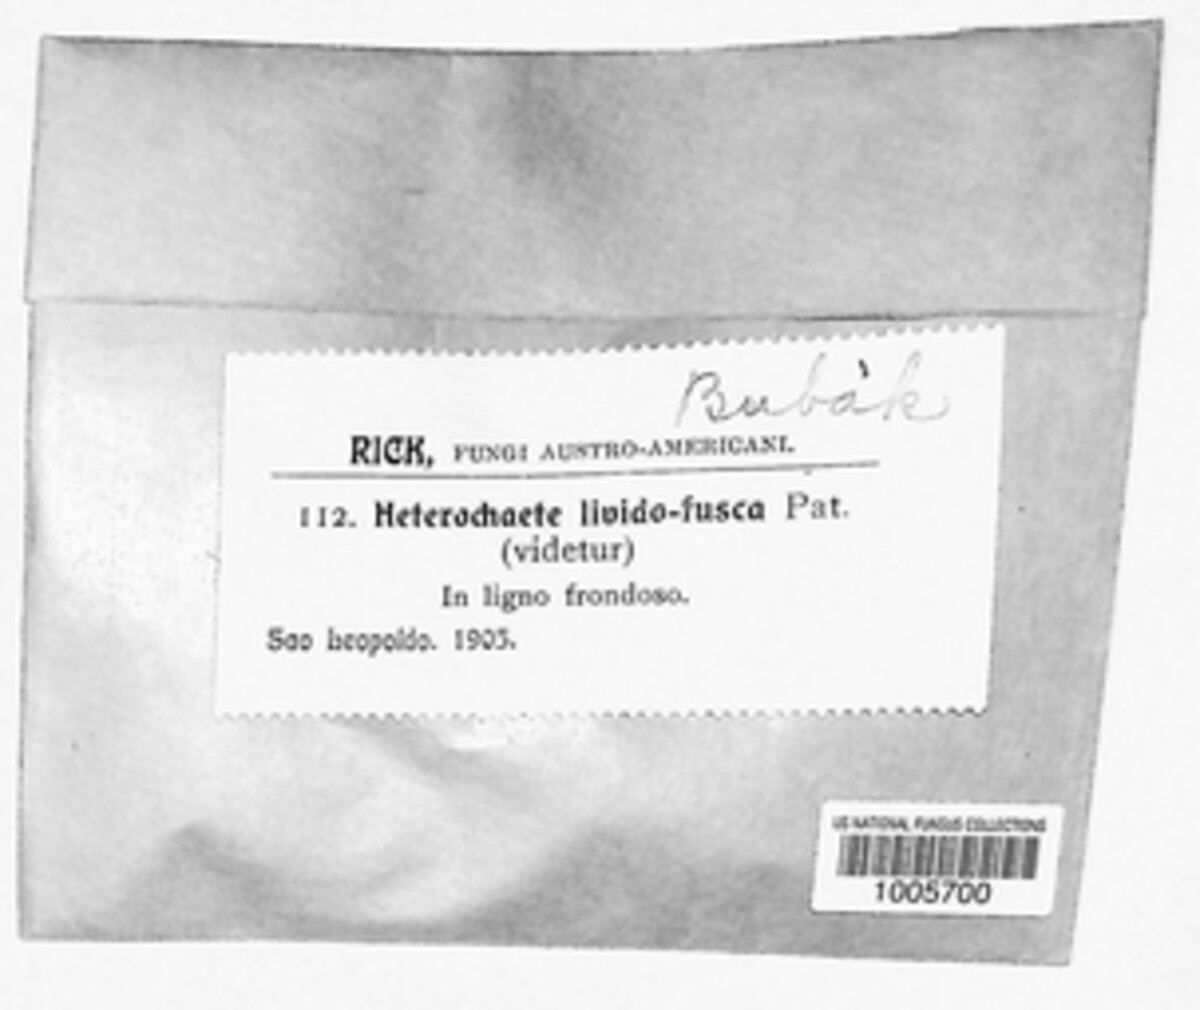 Bubák
RICK, FUNGI AUSTRO-AMERICANI.
112. Heterochaete livido-fusca Pat.
(videtur)
In ligno frondoso.
Sao Leopoldo. 1905.
US NATIONAL FUNGUS COLLECTIONS
1005700